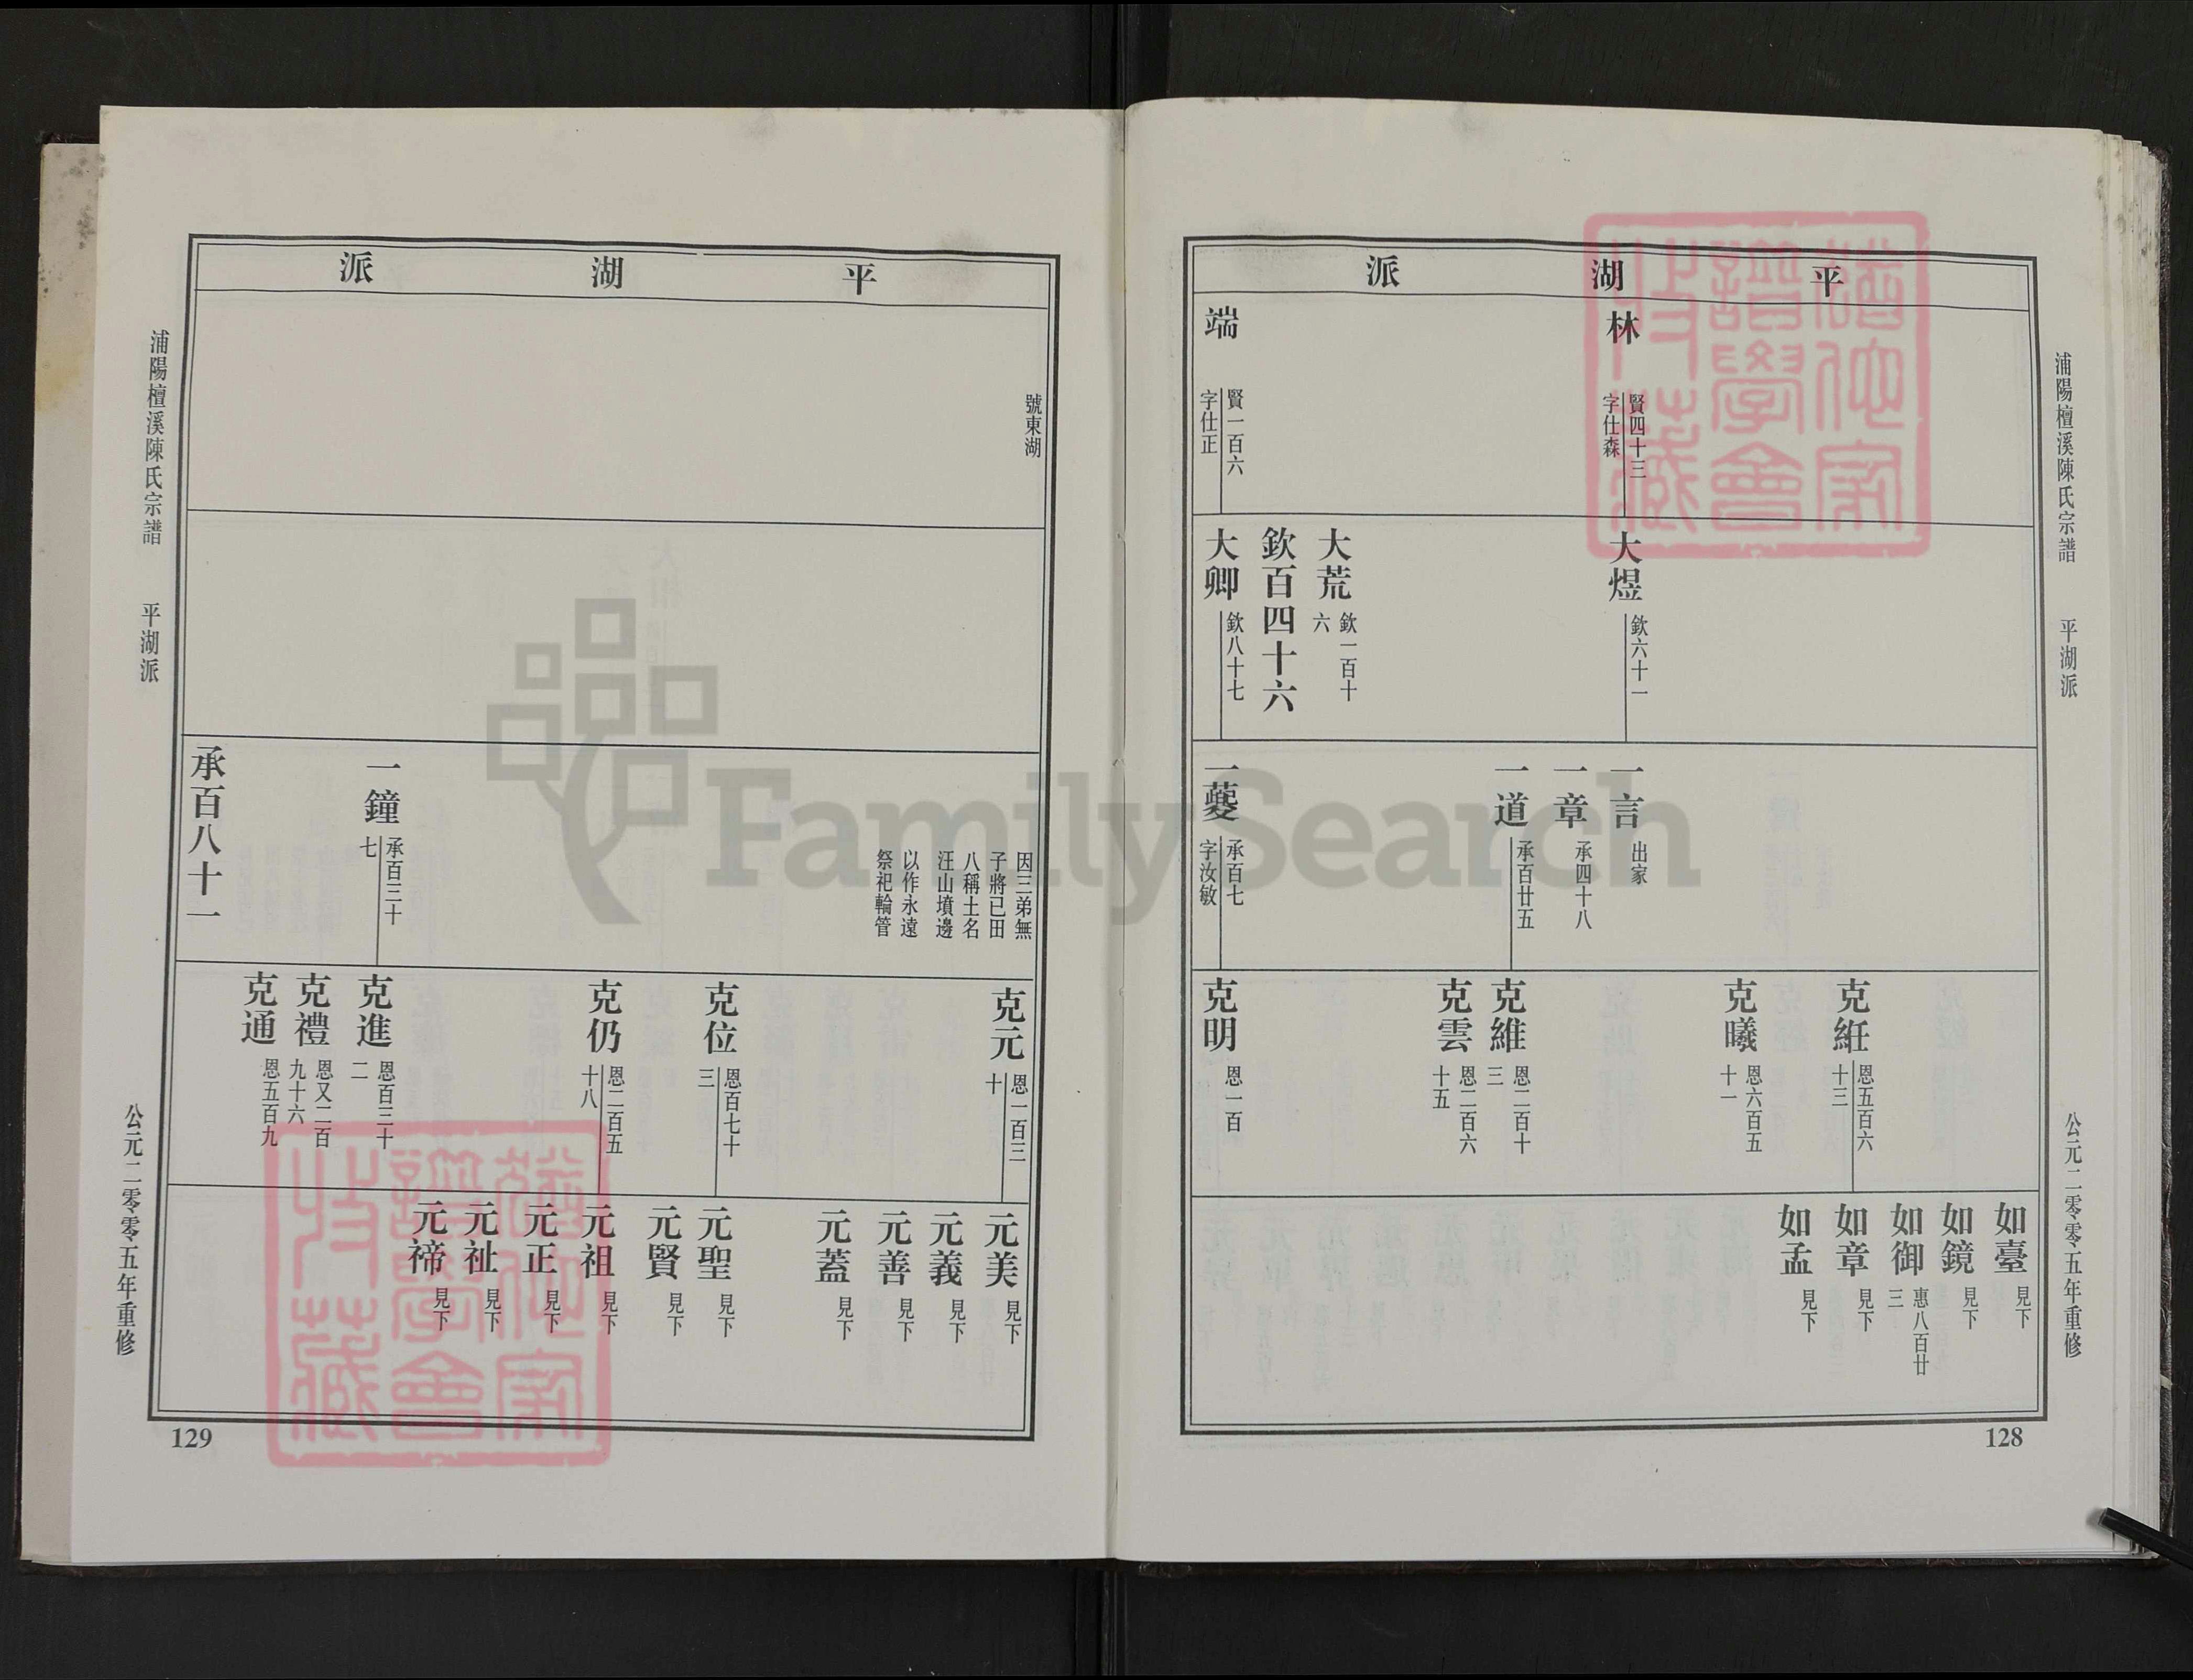 浦陽檀溪陳氏宗譜　平湖派　公元二零零五年重修
平湖派
林
賢四十三
字仕森
端
賢一百六
字仕正
大煜
欽六十一
大荒
欽一百十
六
欽百四十六
大卿
欽八十七
一言
出家
一章
承四十八
一道
承百廿五
一夔
承百七
字汝敏
克紝
恩五百六
十三
克曦
恩六百五
十一
克維
恩二百十
三
克雲
恩二百六
十五
克明
恩一百
如臺
見下
如鏡
見下
如御
惠八百廿
三
如章
見下
如孟
見下
128
平湖派
號東湖
因三弟無
子將已田
八稱土名
汪山墳邊
以作永遠
祭祀輪管
一鐘
承百三十
七
承百八十一
克元
恩一百三
十
克位
恩百七十
三
克仍
恩二百五
十八
克進
恩百三十
二
克禮
恩又二百
九十六
克通
恩五百九
元美
見下
元義
見下
元善
見下
元蓋
見下
元聖
見下
元賢
見下
元祖
見下
元正
見下
元祉
見下
元禘
見下
浦陽檀溪陳氏宗譜　平湖派　公元二零零五年重修
129
FamilySearch